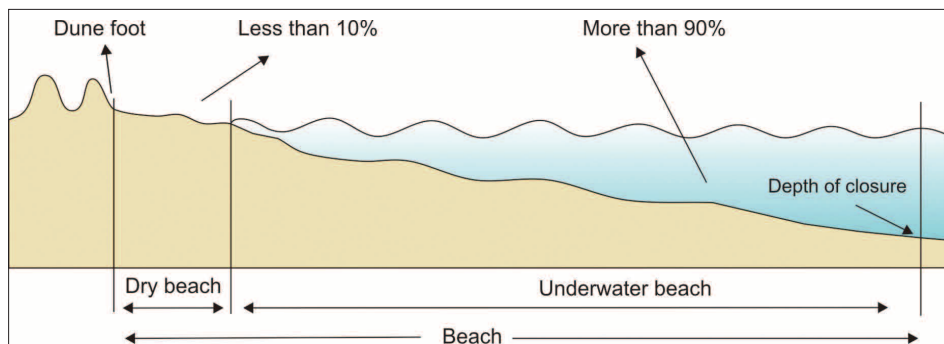 Dune foot
Less than 10%
More than 90%
Depth of closure
Dry beach
Underwater beach
Beach